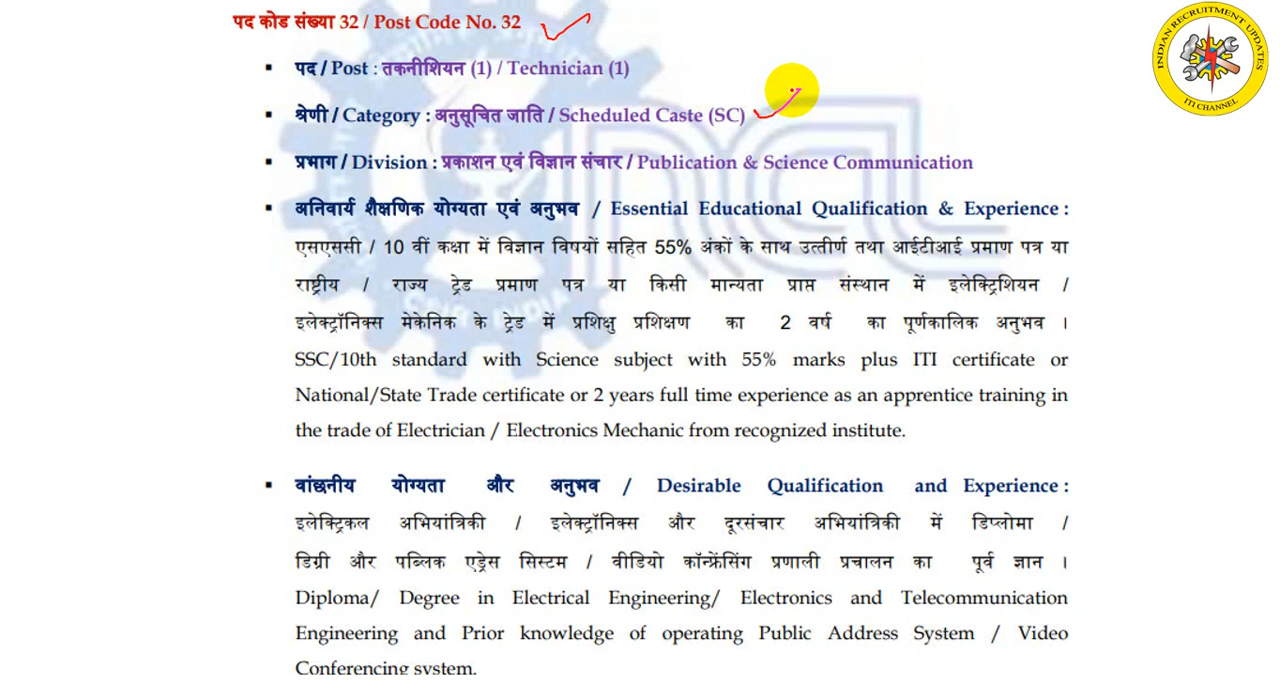 पद कोड संख्या 32 / Post Code No. 32
INDIAN RECRUITMENT UPDATES
ITI CHANNEL
▪ पद / Post : तकनीशियन (1) / Technician (1)
▪ श्रेणी / Category : अनुसूचित जाति / Scheduled Caste (SC)
▪ प्रभाग / Division : प्रकाशन एवं विज्ञान संचार / Publication & Science Communication
▪ अनिवार्य शैक्षणिक योग्यता एवं अनुभव / Essential Educational Qualification & Experience :
एसएससी / 10 वीं कक्षा में विज्ञान विषयों सहित 55% अंकों के साथ उत्तीर्ण तथा आईटीआई प्रमाण पत्र या
राष्ट्रीय / राज्य ट्रेड प्रमाण पत्र या किसी मान्यता प्राप्त संस्थान में इलेक्ट्रिशियन /
इलेक्ट्रॉनिक्स मेकेनिक के ट्रेड में प्रशिक्षु प्रशिक्षण का 2 वर्ष का पूर्णकालिक अनुभव ।
SSC/10th standard with Science subject with 55% marks plus ITI certificate or
National/State Trade certificate or 2 years full time experience as an apprentice training in
the trade of Electrician / Electronics Mechanic from recognized institute.
▪ वांछनीय योग्यता और अनुभव / Desirable Qualification and Experience :
इलेक्ट्रिकल अभियांत्रिकी / इलेक्ट्रॉनिक्स और दूरसंचार अभियांत्रिकी में डिप्लोमा /
डिग्री और पब्लिक एड्रेस सिस्टम / वीडियो कॉन्फ्रेंसिंग प्रणाली प्रचालन का पूर्व ज्ञान ।
Diploma/ Degree in Electrical Engineering/ Electronics and Telecommunication
Engineering and Prior knowledge of operating Public Address System / Video
Conferencing system.